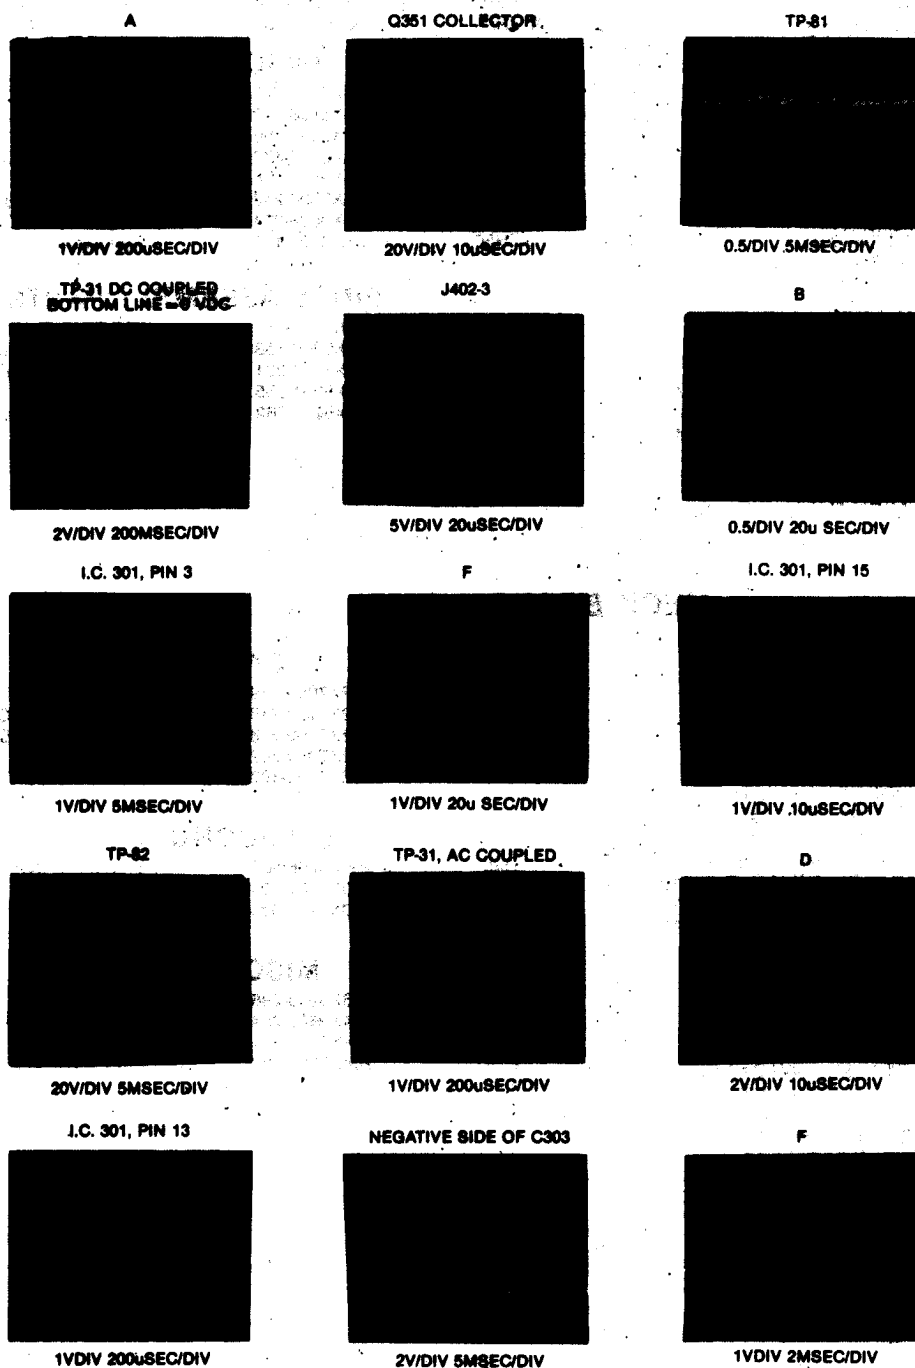 A
Q351 COLLECTOR
TP-81
1V/DIV 200uSEC/DIV
20V/DIV 10uSEC/DIV
0.5/DIV 5MSEC/DIV
TP-31 DC COUPLED
BOTTOM LINE = 0 VDC
J402-3
B
2V/DIV 200MSEC/DIV
5V/DIV 20uSEC/DIV
0.5/DIV 20u SEC/DIV
I.C. 301, PIN 3
F
I.C. 301, PIN 15
1V/DIV 5MSEC/DIV
1V/DIV 20u SEC/DIV
1V/DIV 10uSEC/DIV
TP-82
TP-31, AC COUPLED
D
20V/DIV 5MSEC/DIV
1V/DIV 200uSEC/DIV
2V/DIV 10uSEC/DIV
I.C. 301, PIN 13
NEGATIVE SIDE OF C303
F
1VDIV 200uSEC/DIV
2V/DIV 5MSEC/DIV
1VDIV 2MSEC/DIV